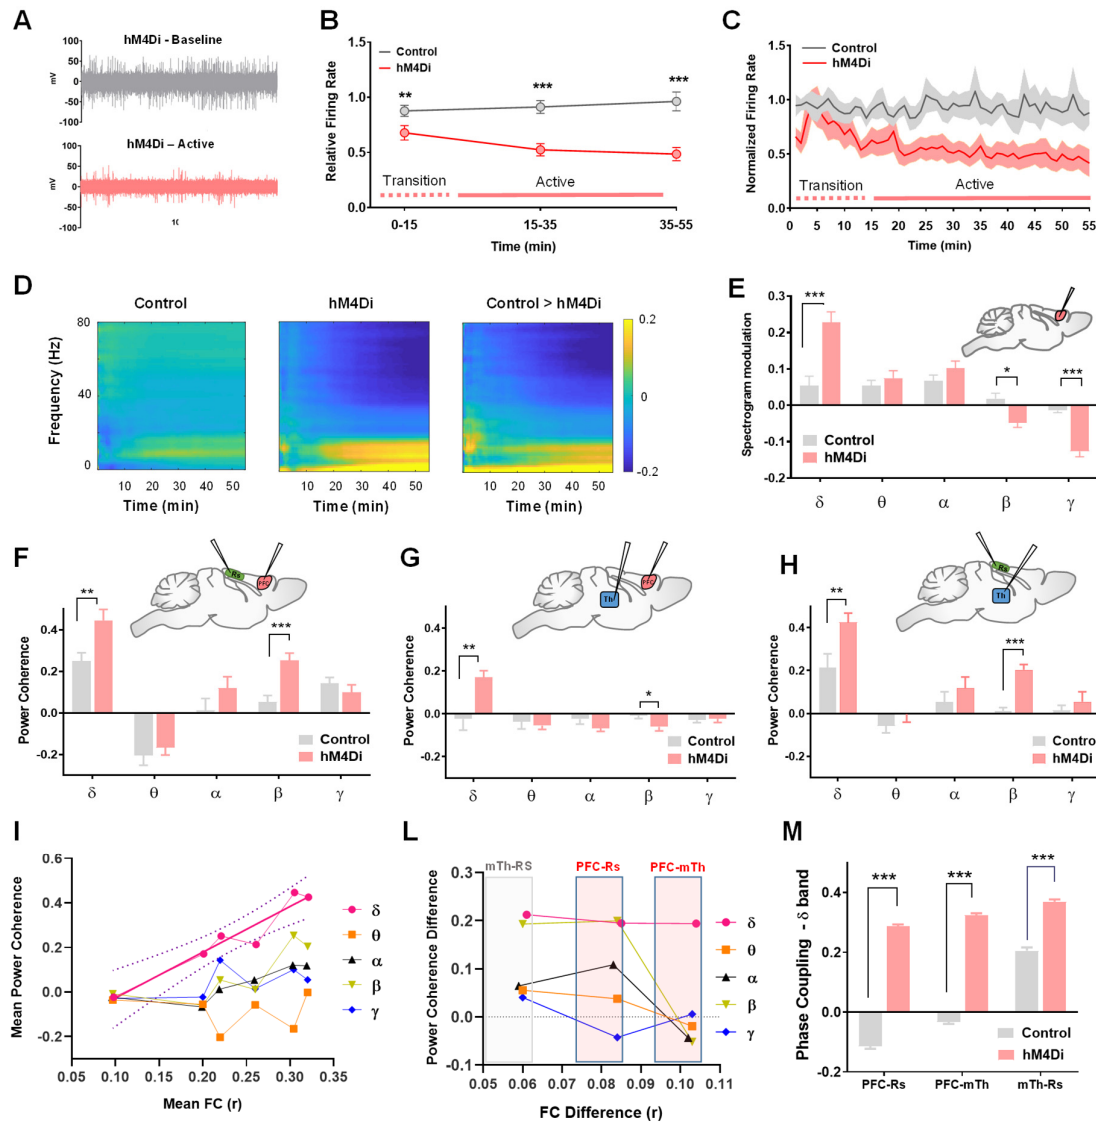 A
hM4Di - Baseline
100
50
0
-50
-100
mV
hM4Di – Active
100
50
0
-50
-100
mV
B
Control
hM4Di
**
***
***
1.5
1.0
0.5
0.0
Relative Firing Rate
Transition
Active
0-15
15-35
35-55
Time (min)
C
Control
hM4Di
1.5
1.0
0.5
0.0
Normalized Firing Rate
Transition
Active
0 5 10 15 20 25 30 35 40 45 50 55
Time (min)
D
Control
hM4Di
Control > hM4Di
80
40
0
Frequency (Hz)
0.2
0
-0.2
10 20 30 40 50
10 20 30 40 50
10 20 30 40 50
Time (min)
Time (min)
Time (min)
E
0.3
0.2
0.1
0.0
-0.1
-0.2
Spectrogram modulation
***
*
***
Control
hM4Di
δ θ α β γ
F
Rs
PFC
**
***
0.4
0.2
0.0
-0.2
Power Coherence
Control
hM4Di
δ θ α β γ
G
Th
PFC
**
*
0.4
0.2
0.0
-0.2
Power Coherence
Control
hM4Di
δ θ α β γ
H
Rs
Th
**
***
0.4
0.2
0.0
-0.2
Power Coherence
Control
hM4Di
δ θ α β γ
I
0.6
0.4
0.2
0.0
-0.2
Mean Power Coherence
δ
θ
α
β
γ
0.05 0.10 0.15 0.20 0.25 0.30 0.35
Mean FC (r)
L
mTh-RS
PFC-Rs
PFC-mTh
0.3
0.2
0.1
0.0
-0.1
Power Coherence Difference
δ
θ
α
β
γ
0.05 0.06 0.07 0.08 0.09 0.10 0.11
FC Difference (r)
M
***
***
***
0.4
0.2
0.0
-0.2
Phase Coupling - δ band
Control
hM4Di
PFC-Rs
PFC-mTh
mTh-Rs